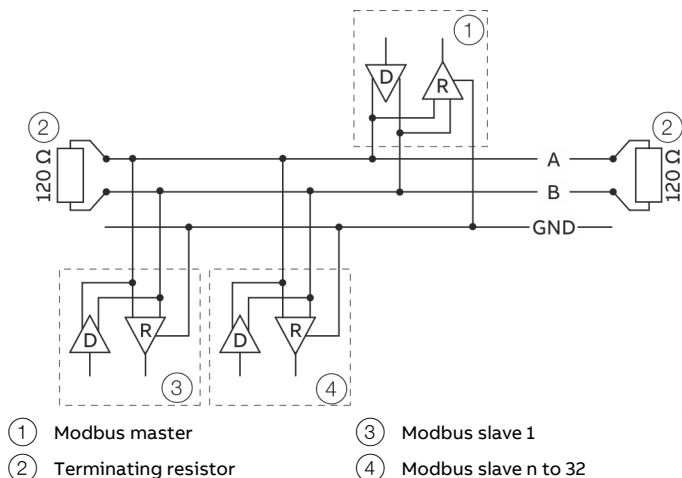 1
D
R
2
120 Ω
2
120 Ω
A
B
GND
D
R
D
R
3
4
1 Modbus master
3 Modbus slave 1
2 Terminating resistor
4 Modbus slave n to 32